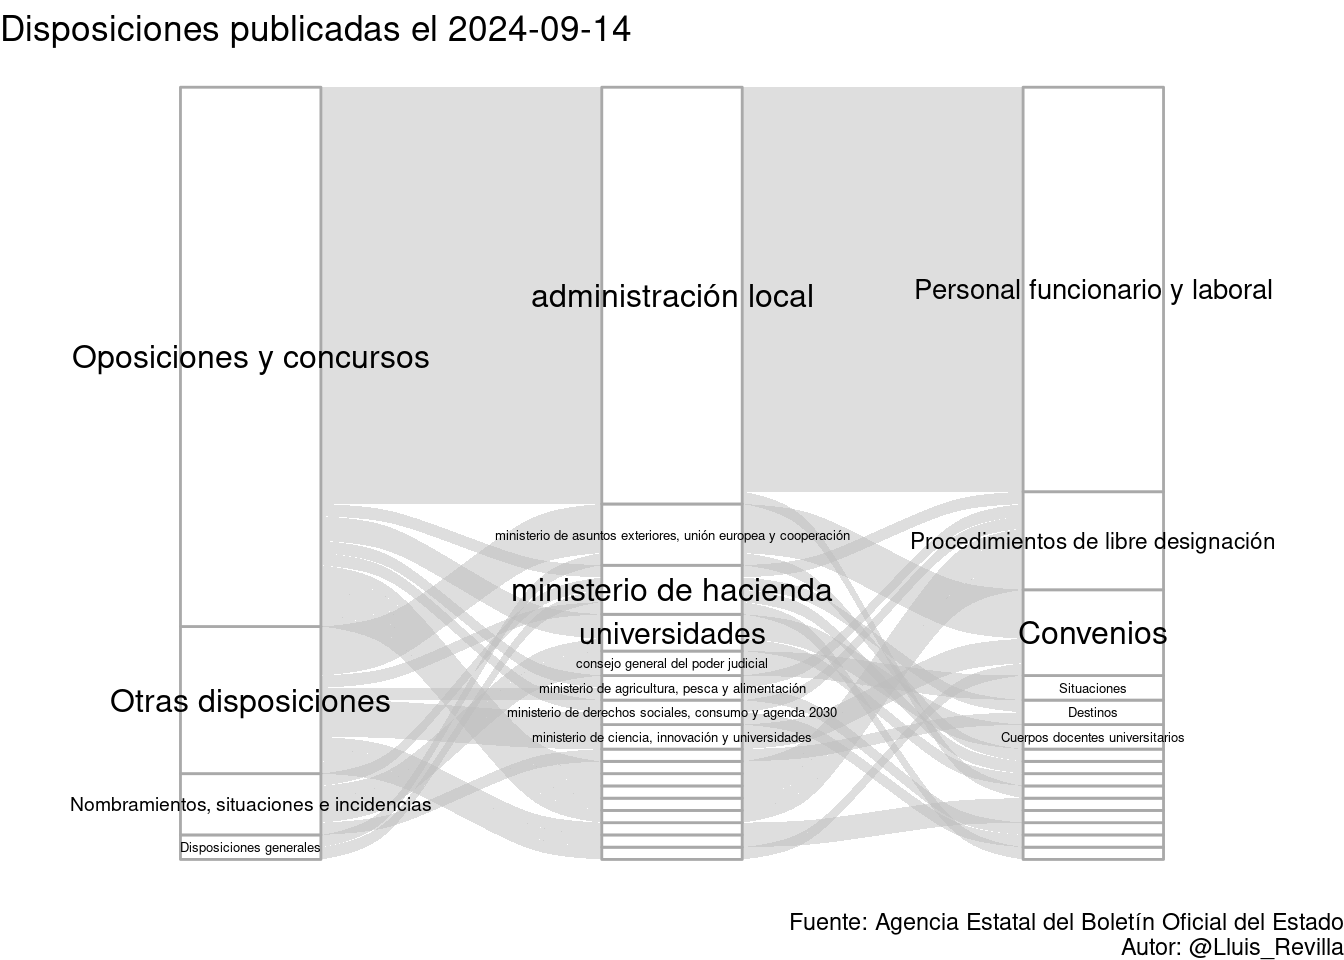 Disposiciones publicadas el 2024-09-14
Oposiciones y concursos
Otras disposiciones
Nombramientos, situaciones e incidencias
Disposiciones generales
administración local
ministerio de asuntos exteriores, unión europea y cooperación
ministerio de hacienda
universidades
consejo general del poder judicial
ministerio de agricultura, pesca y alimentación
ministerio de derechos sociales, consumo y agenda 2030
ministerio de ciencia, innovación y universidades
Personal funcionario y laboral
Procedimientos de libre designación
Convenios
Situaciones
Destinos
Cuerpos docentes universitarios
Fuente: Agencia Estatal del Boletín Oficial del Estado
Autor: @Lluis_Revilla